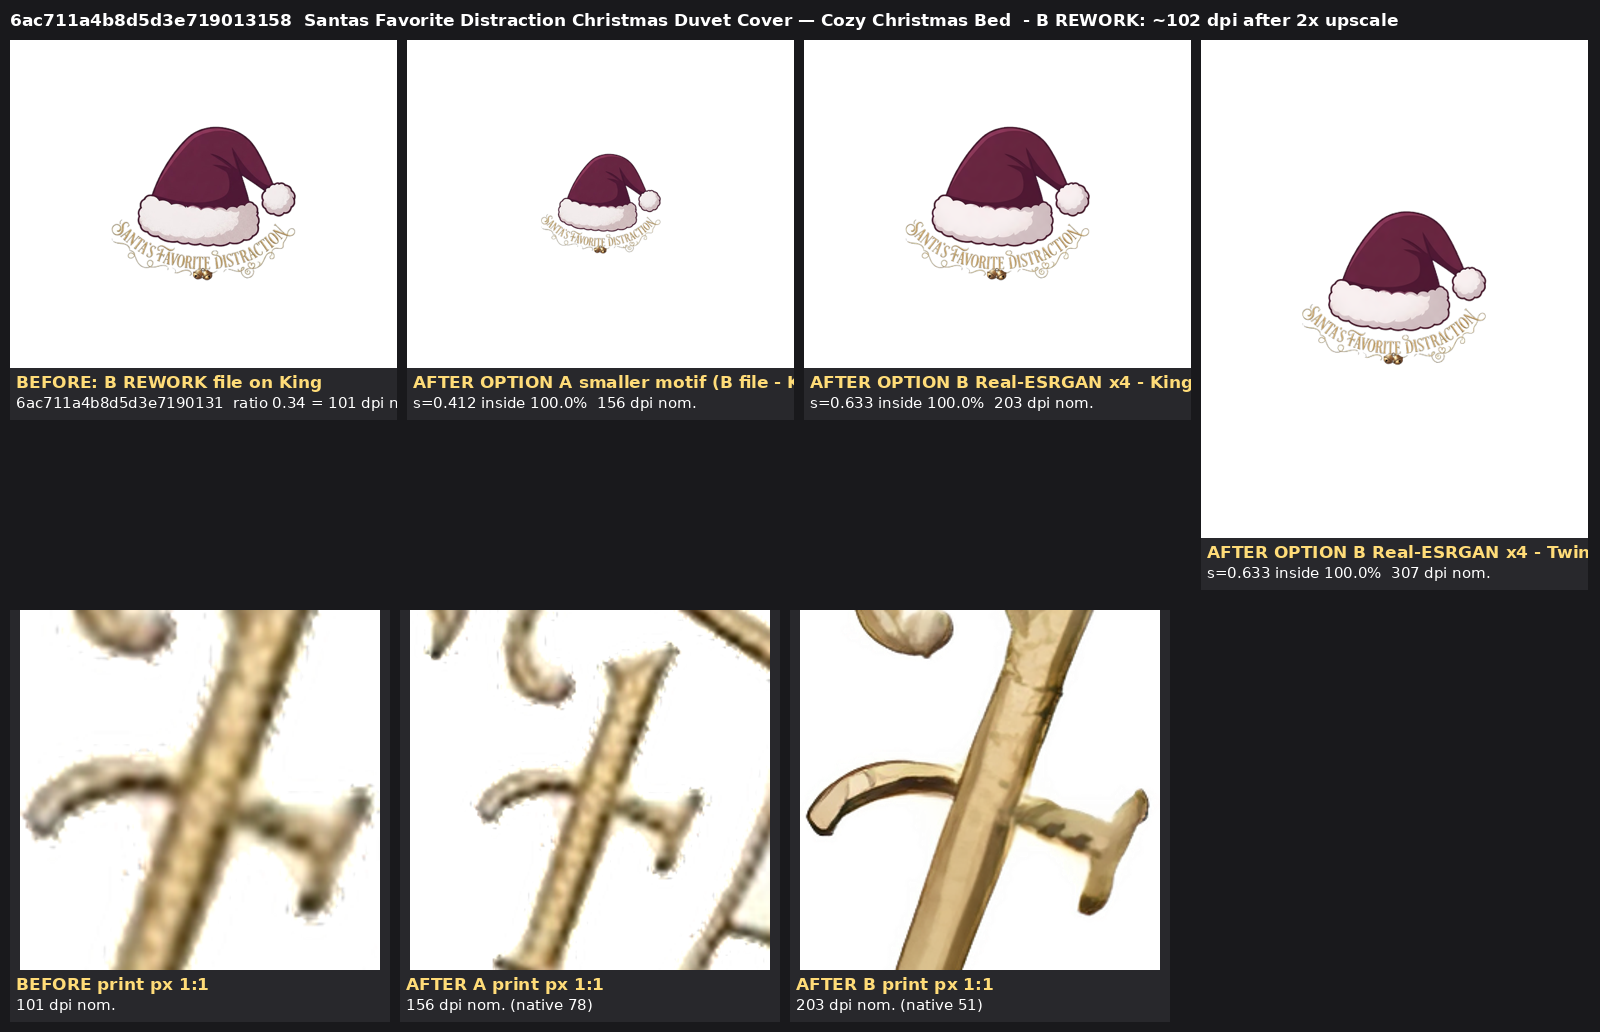 6ac711a4b8d5d3e719013158 Santas Favorite Distraction Christmas Duvet Cover — Cozy Christmas Bed - B REWORK: ~102 dpi after 2x upscale
SANTA'S FAVORITE DISTRACTION
SANTA'S FAVORITE DISTRACTION
SANTA'S FAVORITE DISTRACTION
SANTA'S FAVORITE DISTRACTION
BEFORE: B REWORK file on King
6ac711a4b8d5d3e7190131 ratio 0.34 = 101 dpi n
AFTER OPTION A smaller motif (B file - K
s=0.412 inside 100.0% 156 dpi nom.
AFTER OPTION B Real-ESRGAN x4 - King
s=0.633 inside 100.0% 203 dpi nom.
AFTER OPTION B Real-ESRGAN x4 - Twin
s=0.633 inside 100.0% 307 dpi nom.
BEFORE print px 1:1
101 dpi nom.
AFTER A print px 1:1
156 dpi nom. (native 78)
AFTER B print px 1:1
203 dpi nom. (native 51)